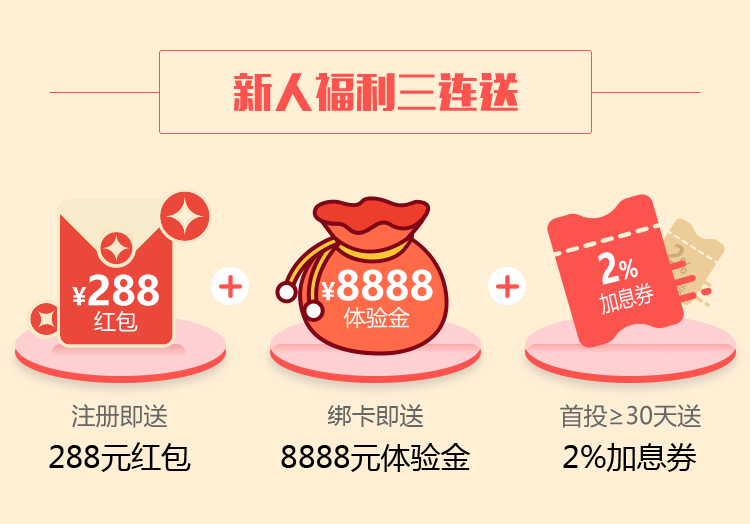 新人福利三连送
¥288
红包
¥8888
体验金
2%
加息券
注册即送
288元红包
绑卡即送
8888元体验金
首投≥30天送
2%加息券